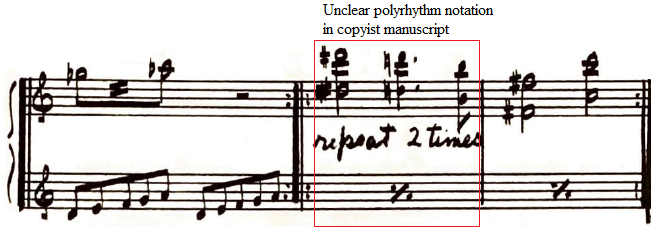 Unclear polyrhythm notation
in copyist manuscript
repeat 2 times